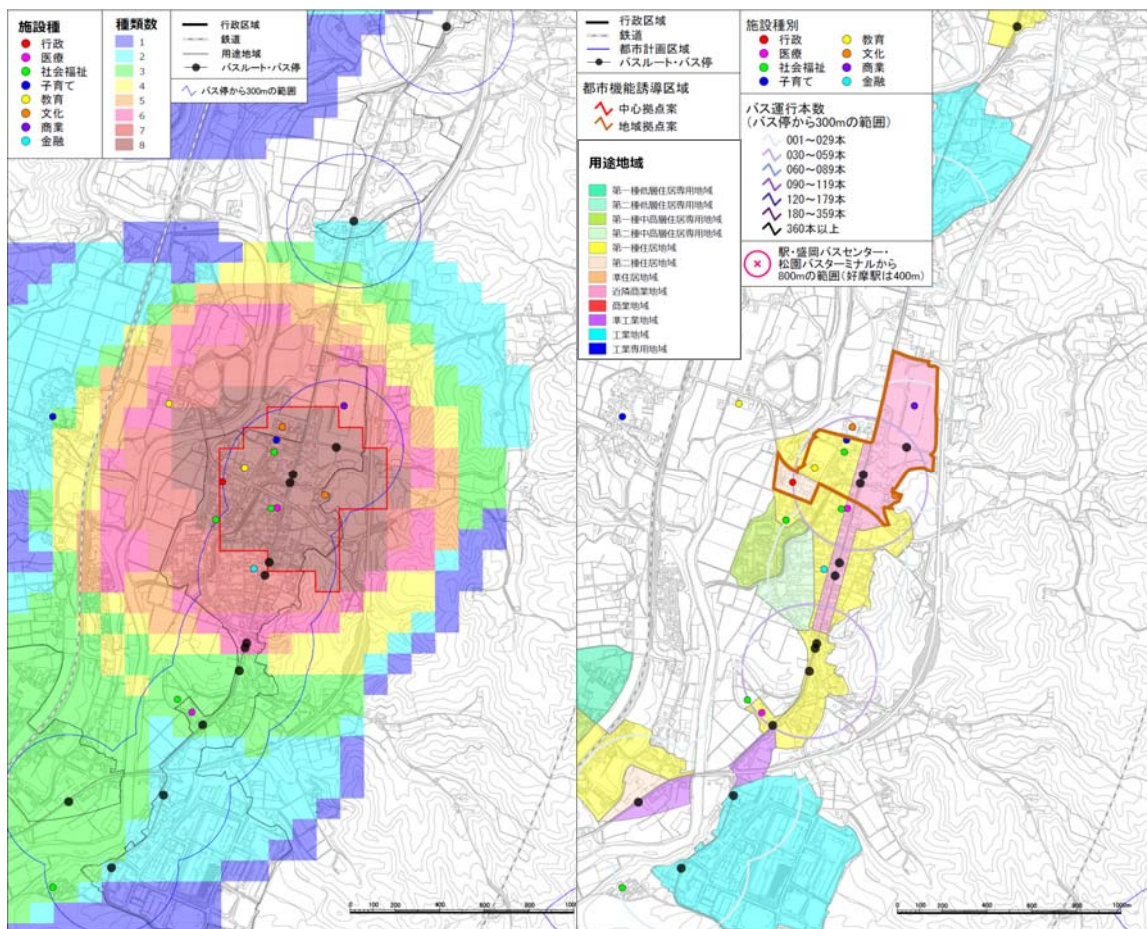 施設種
行政
医療
社会福祉
子育て
教育
文化
商業
金融
種類数
1
2
3
4
5
6
7
8
行政区域
鉄道
用途地域
バスルート・バス停
バス停から300mの範囲
0 200 400 600 800 1000m
行政区域
鉄道
都市計画区域
バスルート・バス停
都市機能誘導区域
中心拠点案
地域拠点案
用途地域
第一種低層住居専用地域
第二種低層住居専用地域
第一種中高層住居専用地域
第二種中高層住居専用地域
第一種住居地域
第二種住居地域
準住居地域
近隣商業地域
商業地域
準工業地域
工業地域
工業専用地域
施設種別
行政
医療
社会福祉
子育て
教育
文化
商業
金融
バス運行本数
(バス停から300mの範囲)
001～029本
030～059本
060～089本
090～119本
120～179本
180～359本
360本以上
駅・盛岡バスセンター・
松園バスターミナルから
800mの範囲(好摩駅は400m)
0 200 400 600 800 1000m